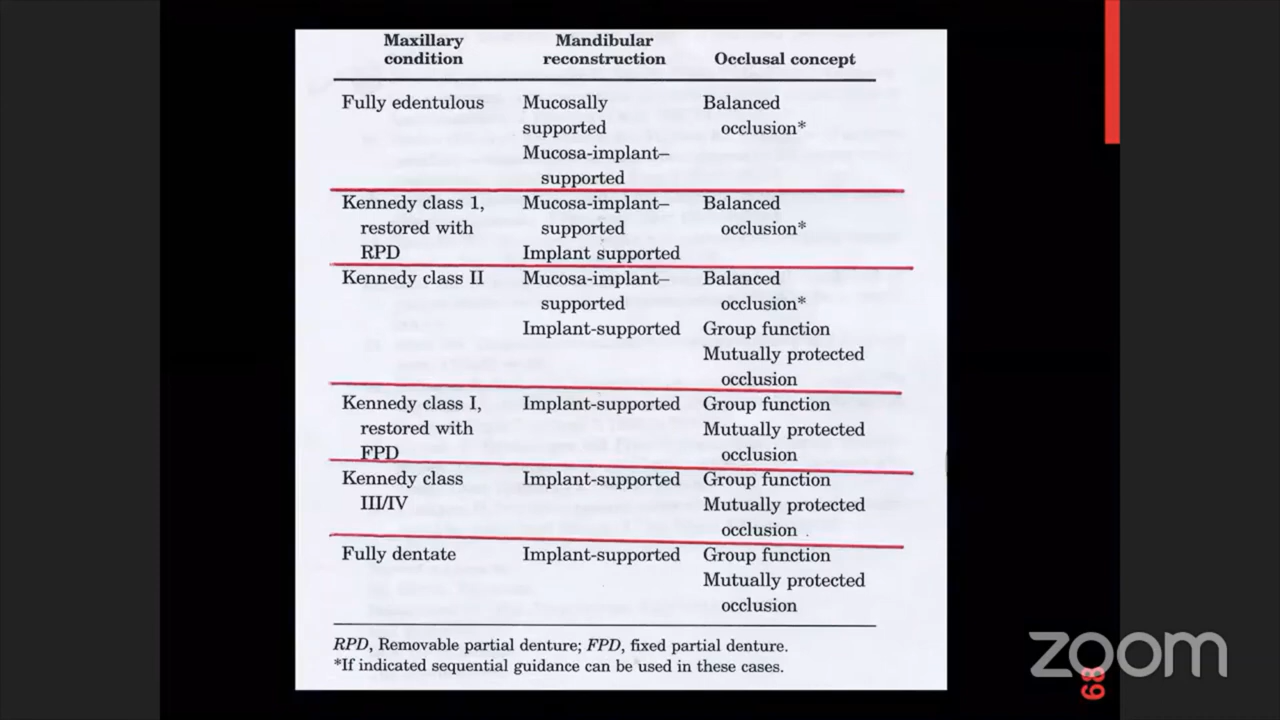 Maxillary condition
Mandibular reconstruction
Occlusal concept
Fully edentulous
Mucosally supported
Mucosa-implant–supported
Balanced occlusion*
Kennedy class 1, restored with RPD
Mucosa-implant–supported
Implant supported
Balanced occlusion*
Kennedy class II
Mucosa-implant–supported
Implant-supported
Balanced occlusion*
Group function
Mutually protected occlusion
Kennedy class I, restored with FPD
Implant-supported
Group function
Mutually protected occlusion
Kennedy class III/IV
Implant-supported
Group function
Mutually protected occlusion
Fully dentate
Implant-supported
Group function
Mutually protected occlusion
RPD, Removable partial denture; FPD, fixed partial denture.
*If indicated sequential guidance can be used in these cases.
zoom
89